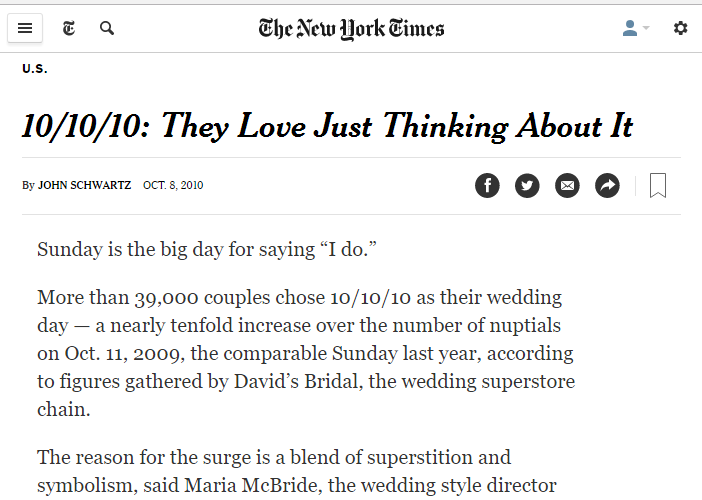 The New York Times
U.S.
10/10/10: They Love Just Thinking About It
By JOHN SCHWARTZ OCT. 8, 2010
Sunday is the big day for saying “I do.”
More than 39,000 couples chose 10/10/10 as their wedding
day — a nearly tenfold increase over the number of nuptials
on Oct. 11, 2009, the comparable Sunday last year, according
to figures gathered by David’s Bridal, the wedding superstore
chain.
The reason for the surge is a blend of superstition and
symbolism, said Maria McBride, the wedding style director